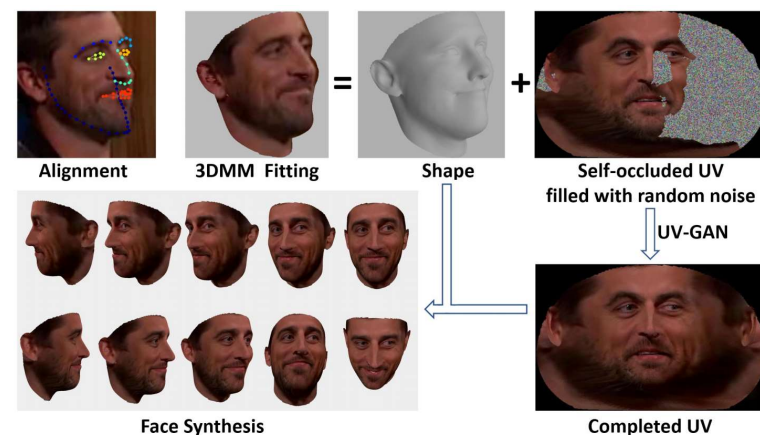 =
+
Alignment
3DMM Fitting
Shape
Self-occluded UV
filled with random noise
UV-GAN
Face Synthesis
Completed UV